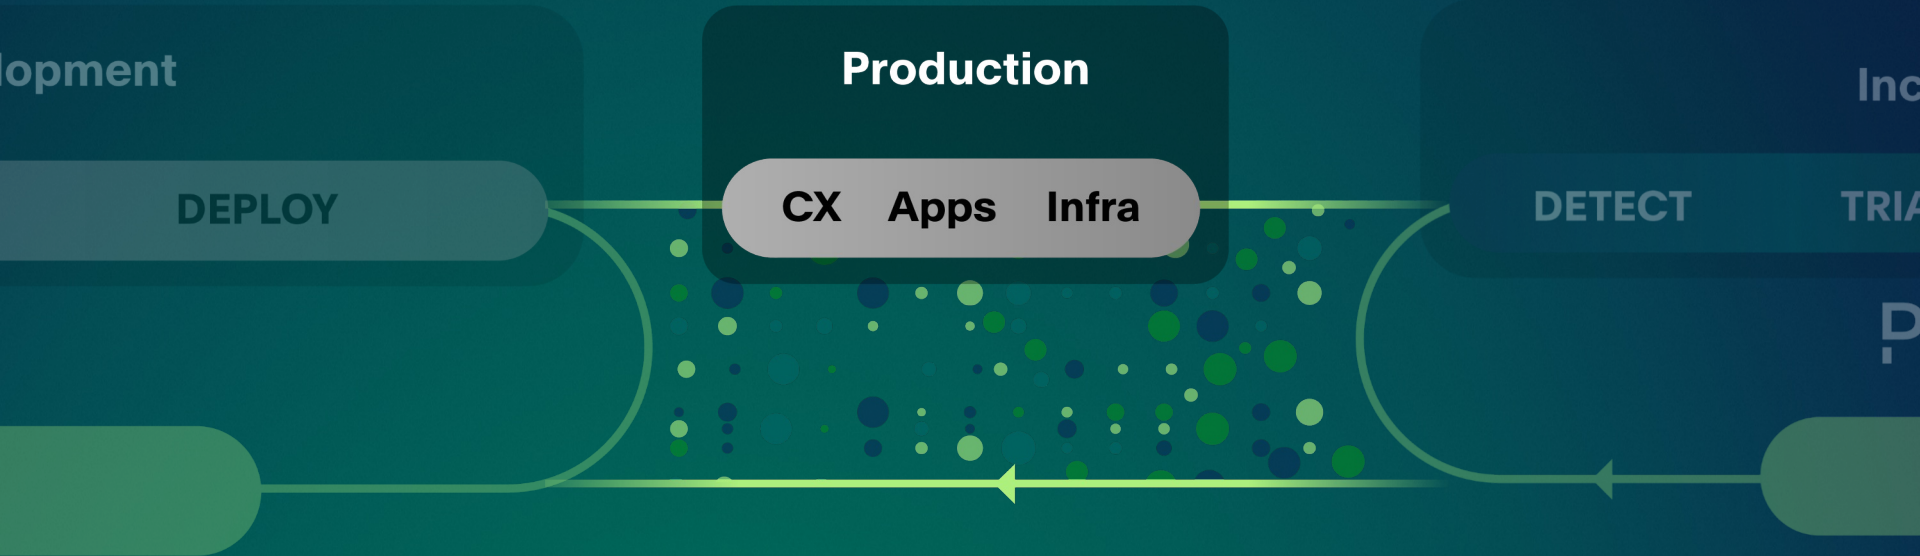 lopment
Production
Inc
DEPLOY
CX Apps Infra
DETECT
TRIA
P